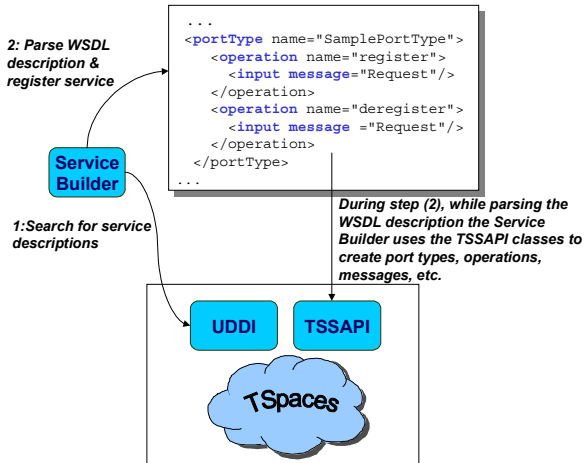 ...
<portType name="SamplePortType">
<operation name="register">
<input message="Request"/>
</operation>
<operation name="deregister">
<input message ="Request"/>
</operation>
</portType>
...
2: Parse WSDL
description &
register service
Service
Builder
1:Search for service
descriptions
During step (2), while parsing the
WSDL description the Service
Builder uses the TSSAPI classes to
create port types, operations,
messages, etc.
UDDI
TSSAPI
TSpaces